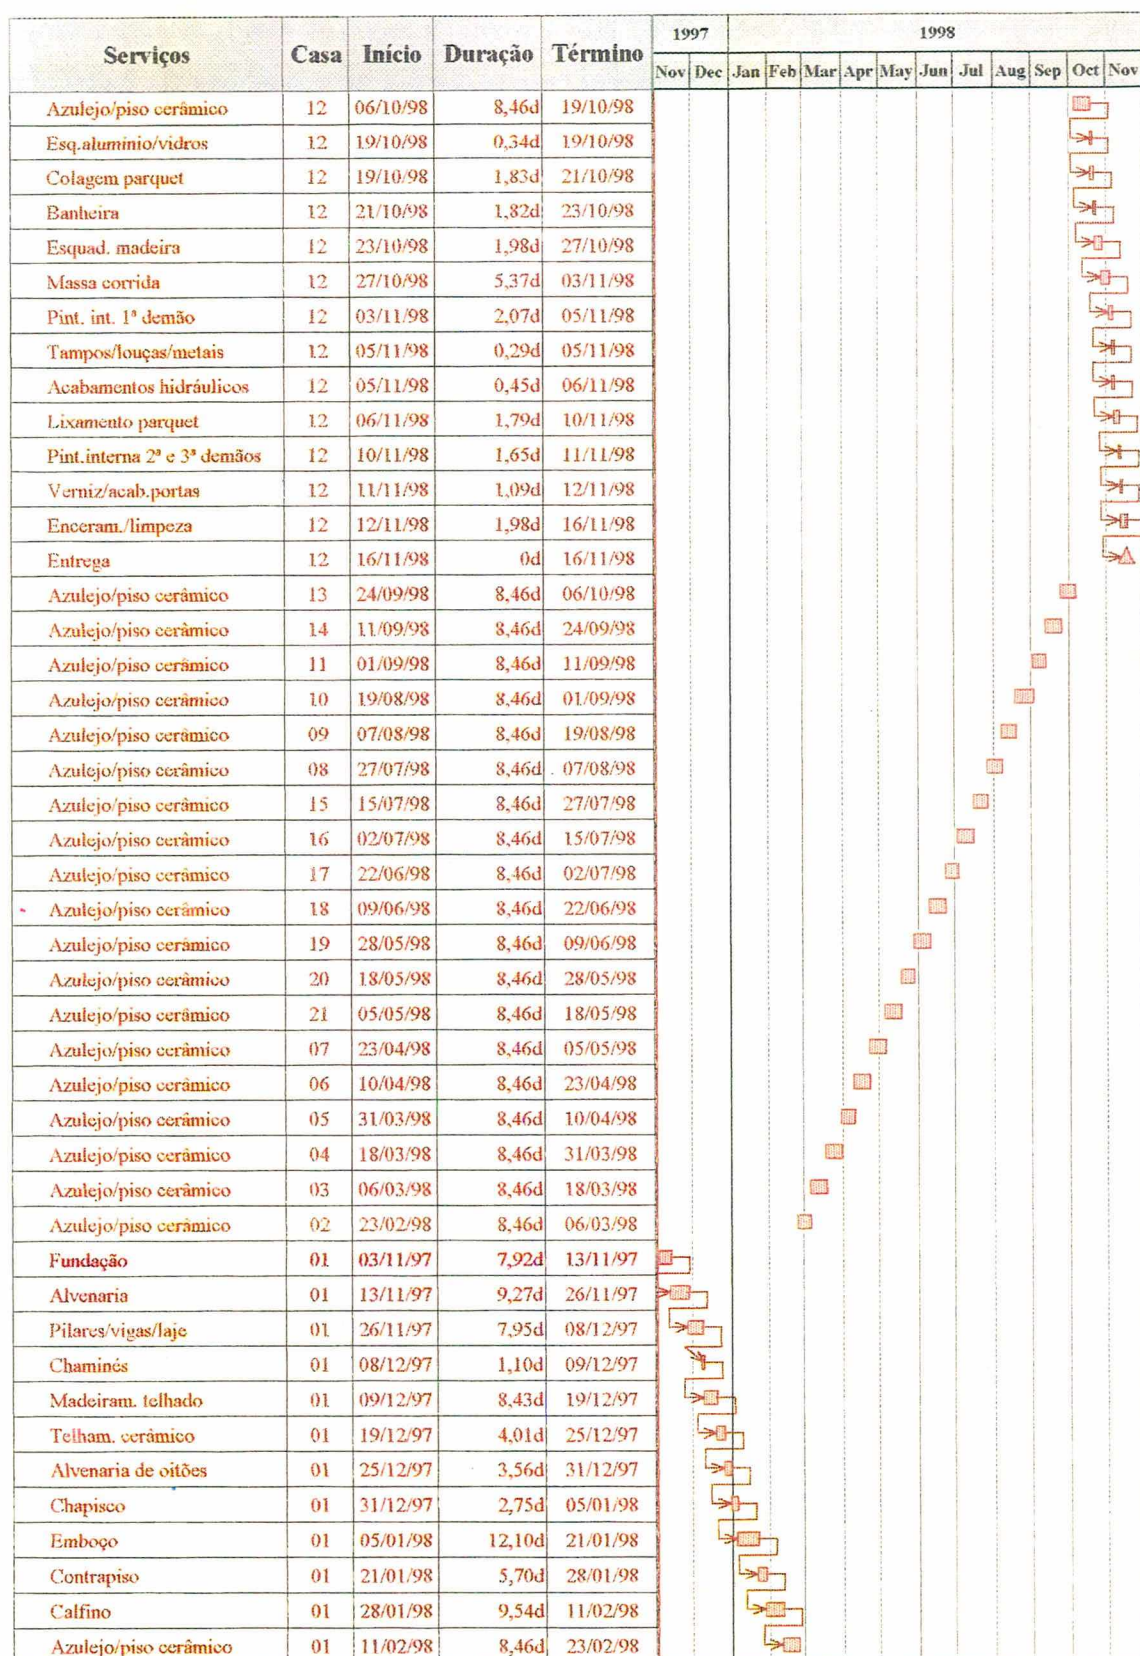 Serviços Casa Início Duração Término 1997 1998
Nov Dec Jan Feb Mar Apr May Jun Jul Aug Sep Oct Nov
Azulejo/piso cerâmico 12 06/10/98 8,46d 19/10/98
Esq.alumínio/vidros 12 19/10/98 0,34d 19/10/98
Colagem parquet 12 19/10/98 1,83d 21/10/98
Banheira 12 21/10/98 1,82d 23/10/98
Esquad. madeira 12 23/10/98 1,98d 27/10/98
Massa corrida 12 27/10/98 5,37d 03/11/98
Pint. int. 1ª demão 12 03/11/98 2,07d 05/11/98
Tampos/louças/metais 12 05/11/98 0,29d 05/11/98
Acabamentos hidráulicos 12 05/11/98 0,45d 06/11/98
Lixamento parquet 12 06/11/98 1,79d 10/11/98
Pint.interna 2ª e 3ª demãos 12 10/11/98 1,65d 11/11/98
Verniz/acab.portas 12 11/11/98 1,09d 12/11/98
Enceram./limpeza 12 12/11/98 1,98d 16/11/98
Entrega 12 16/11/98 0d 16/11/98
Azulejo/piso cerâmico 13 24/09/98 8,46d 06/10/98
Azulejo/piso cerâmico 14 11/09/98 8,46d 24/09/98
Azulejo/piso cerâmico 11 01/09/98 8,46d 11/09/98
Azulejo/piso cerâmico 10 19/08/98 8,46d 01/09/98
Azulejo/piso cerâmico 09 07/08/98 8,46d 19/08/98
Azulejo/piso cerâmico 08 27/07/98 8,46d 07/08/98
Azulejo/piso cerâmico 15 15/07/98 8,46d 27/07/98
Azulejo/piso cerâmico 16 02/07/98 8,46d 15/07/98
Azulejo/piso cerâmico 17 22/06/98 8,46d 02/07/98
Azulejo/piso cerâmico 18 09/06/98 8,46d 22/06/98
Azulejo/piso cerâmico 19 28/05/98 8,46d 09/06/98
Azulejo/piso cerâmico 20 18/05/98 8,46d 28/05/98
Azulejo/piso cerâmico 21 05/05/98 8,46d 18/05/98
Azulejo/piso cerâmico 07 23/04/98 8,46d 05/05/98
Azulejo/piso cerâmico 06 10/04/98 8,46d 23/04/98
Azulejo/piso cerâmico 05 31/03/98 8,46d 10/04/98
Azulejo/piso cerâmico 04 18/03/98 8,46d 31/03/98
Azulejo/piso cerâmico 03 06/03/98 8,46d 18/03/98
Azulejo/piso cerâmico 02 23/02/98 8,46d 06/03/98
Fundação 01 03/11/97 7,92d 13/11/97
Alvenaria 01 13/11/97 9,27d 26/11/97
Pilares/vigas/laje 01 26/11/97 7,95d 08/12/97
Chaminés 01 08/12/97 1,10d 09/12/97
Madeiram. telhado 01 09/12/97 8,43d 19/12/97
Telham. cerâmico 01 19/12/97 4,01d 25/12/97
Alvenaria de oitões 01 25/12/97 3,56d 31/12/97
Chapisco 01 31/12/97 2,75d 05/01/98
Emboço 01 05/01/98 12,10d 21/01/98
Contrapiso 01 21/01/98 5,70d 28/01/98
Calfino 01 28/01/98 9,54d 11/02/98
Azulejo/piso cerâmico 01 11/02/98 8,46d 23/02/98